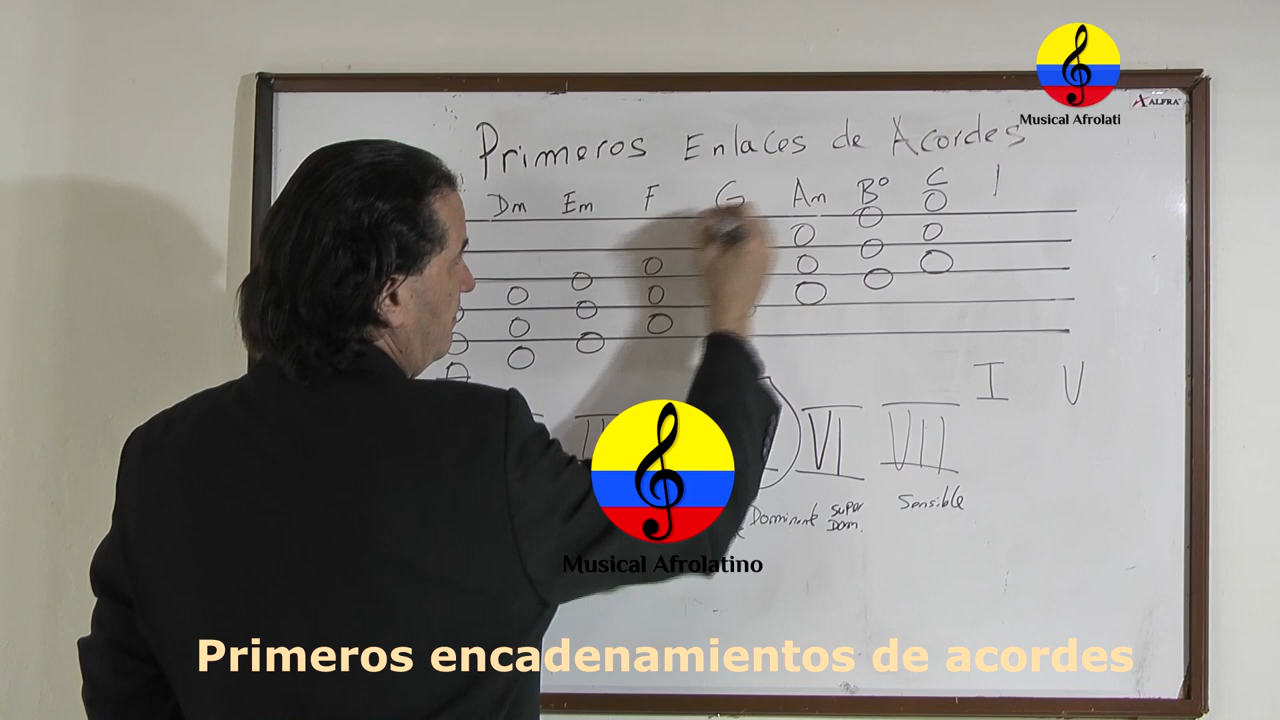 Musical Afrolati
ALFRA
Primeros Enlaces de Acordes
Dm Em F G Am B° C
I V
VI VII
Dominante Super Dom. Sensible
Musical Afrolatino
Primeros encadenamientos de acordes